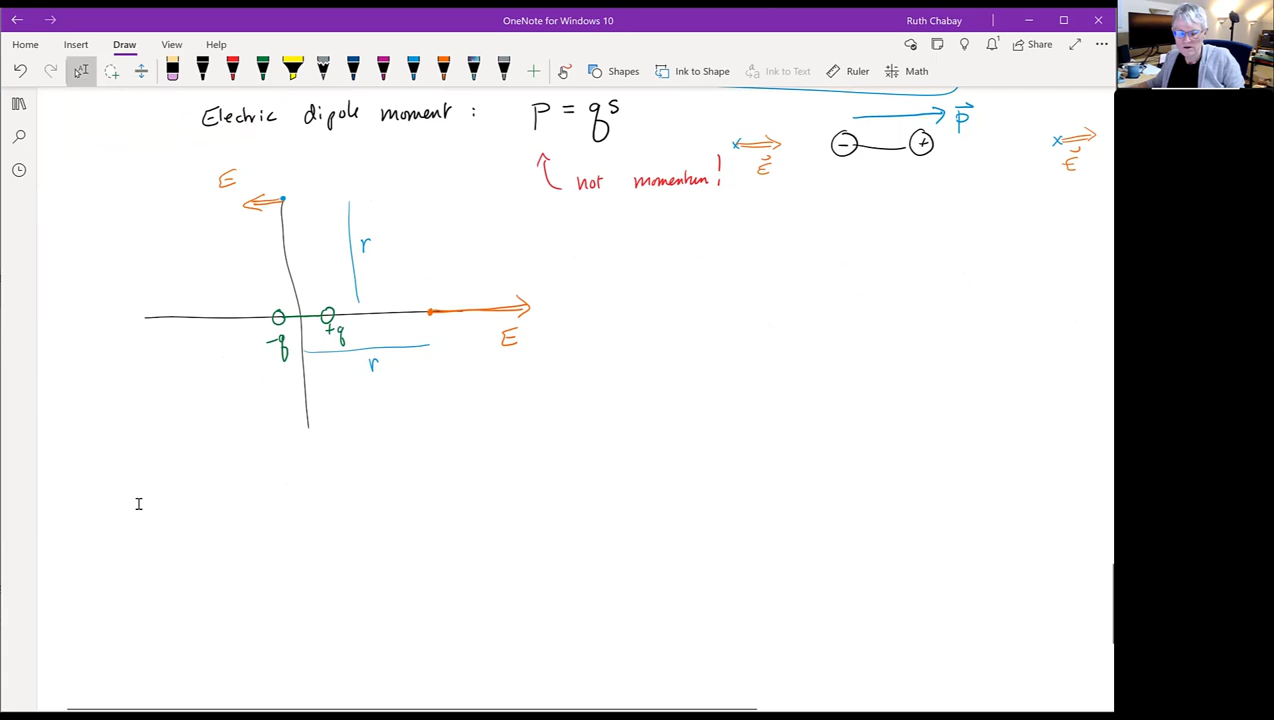 OneNote for Windows 10
Ruth Chabay
Home Insert Draw View Help
Share
Shapes Ink to Shape Ink to Text Ruler Math
Electric dipole moment : p = qs
p⃗
- +
E⃗
E⃗
not momentum!
E
r
-q +q
E
r